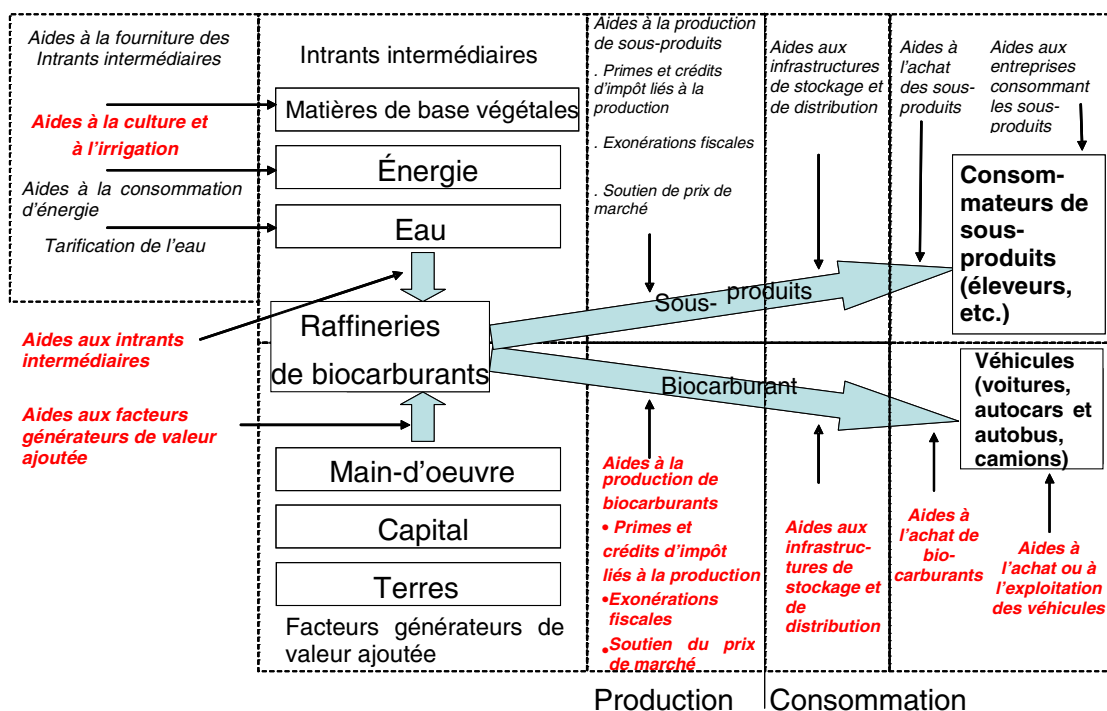 Aides à la fourniture des
Intrants intermédiaires
Aides à la culture et
à l'irrigation
Aides à la consommation
d'énergie
Tarification de l'eau
Aides aux intrants
intermédiaires
Aides aux facteurs
générateurs de valeur
ajoutée
Intrants intermédiaires
Matières de base végétales
Énergie
Eau
Raffineries
de biocarburants
Main-d'oeuvre
Capital
Terres
Facteurs générateurs de
valeur ajoutée
Aides à la production
de sous-produits
. Primes et crédits
d'impôt liés à la
production
. Exonérations fiscales
. Soutien de prix de
marché
Aides aux
infrastructures
de stockage et
de distribution
Aides à
l'achat
des sous-
produits
Aides aux
entreprises
consommant
les sous-
produits
Sous- produits
Consom-
mateurs de
sous-
produits
(éleveurs,
etc.)
Biocarburant
Véhicules
(voitures,
autocars et
autobus,
camions)
Aides à la
production de
biocarburants
• Primes et
crédits d'impôt
liés à la production
• Exonérations
fiscales
• Soutien du prix
de marché
Aides aux
infrastruc-
tures de
stockage et
de
distribution
Aides à
l'achat de
bio-
carburants
Aides à
l'achat ou à
l'exploitation
des véhicules
Production
Consommation